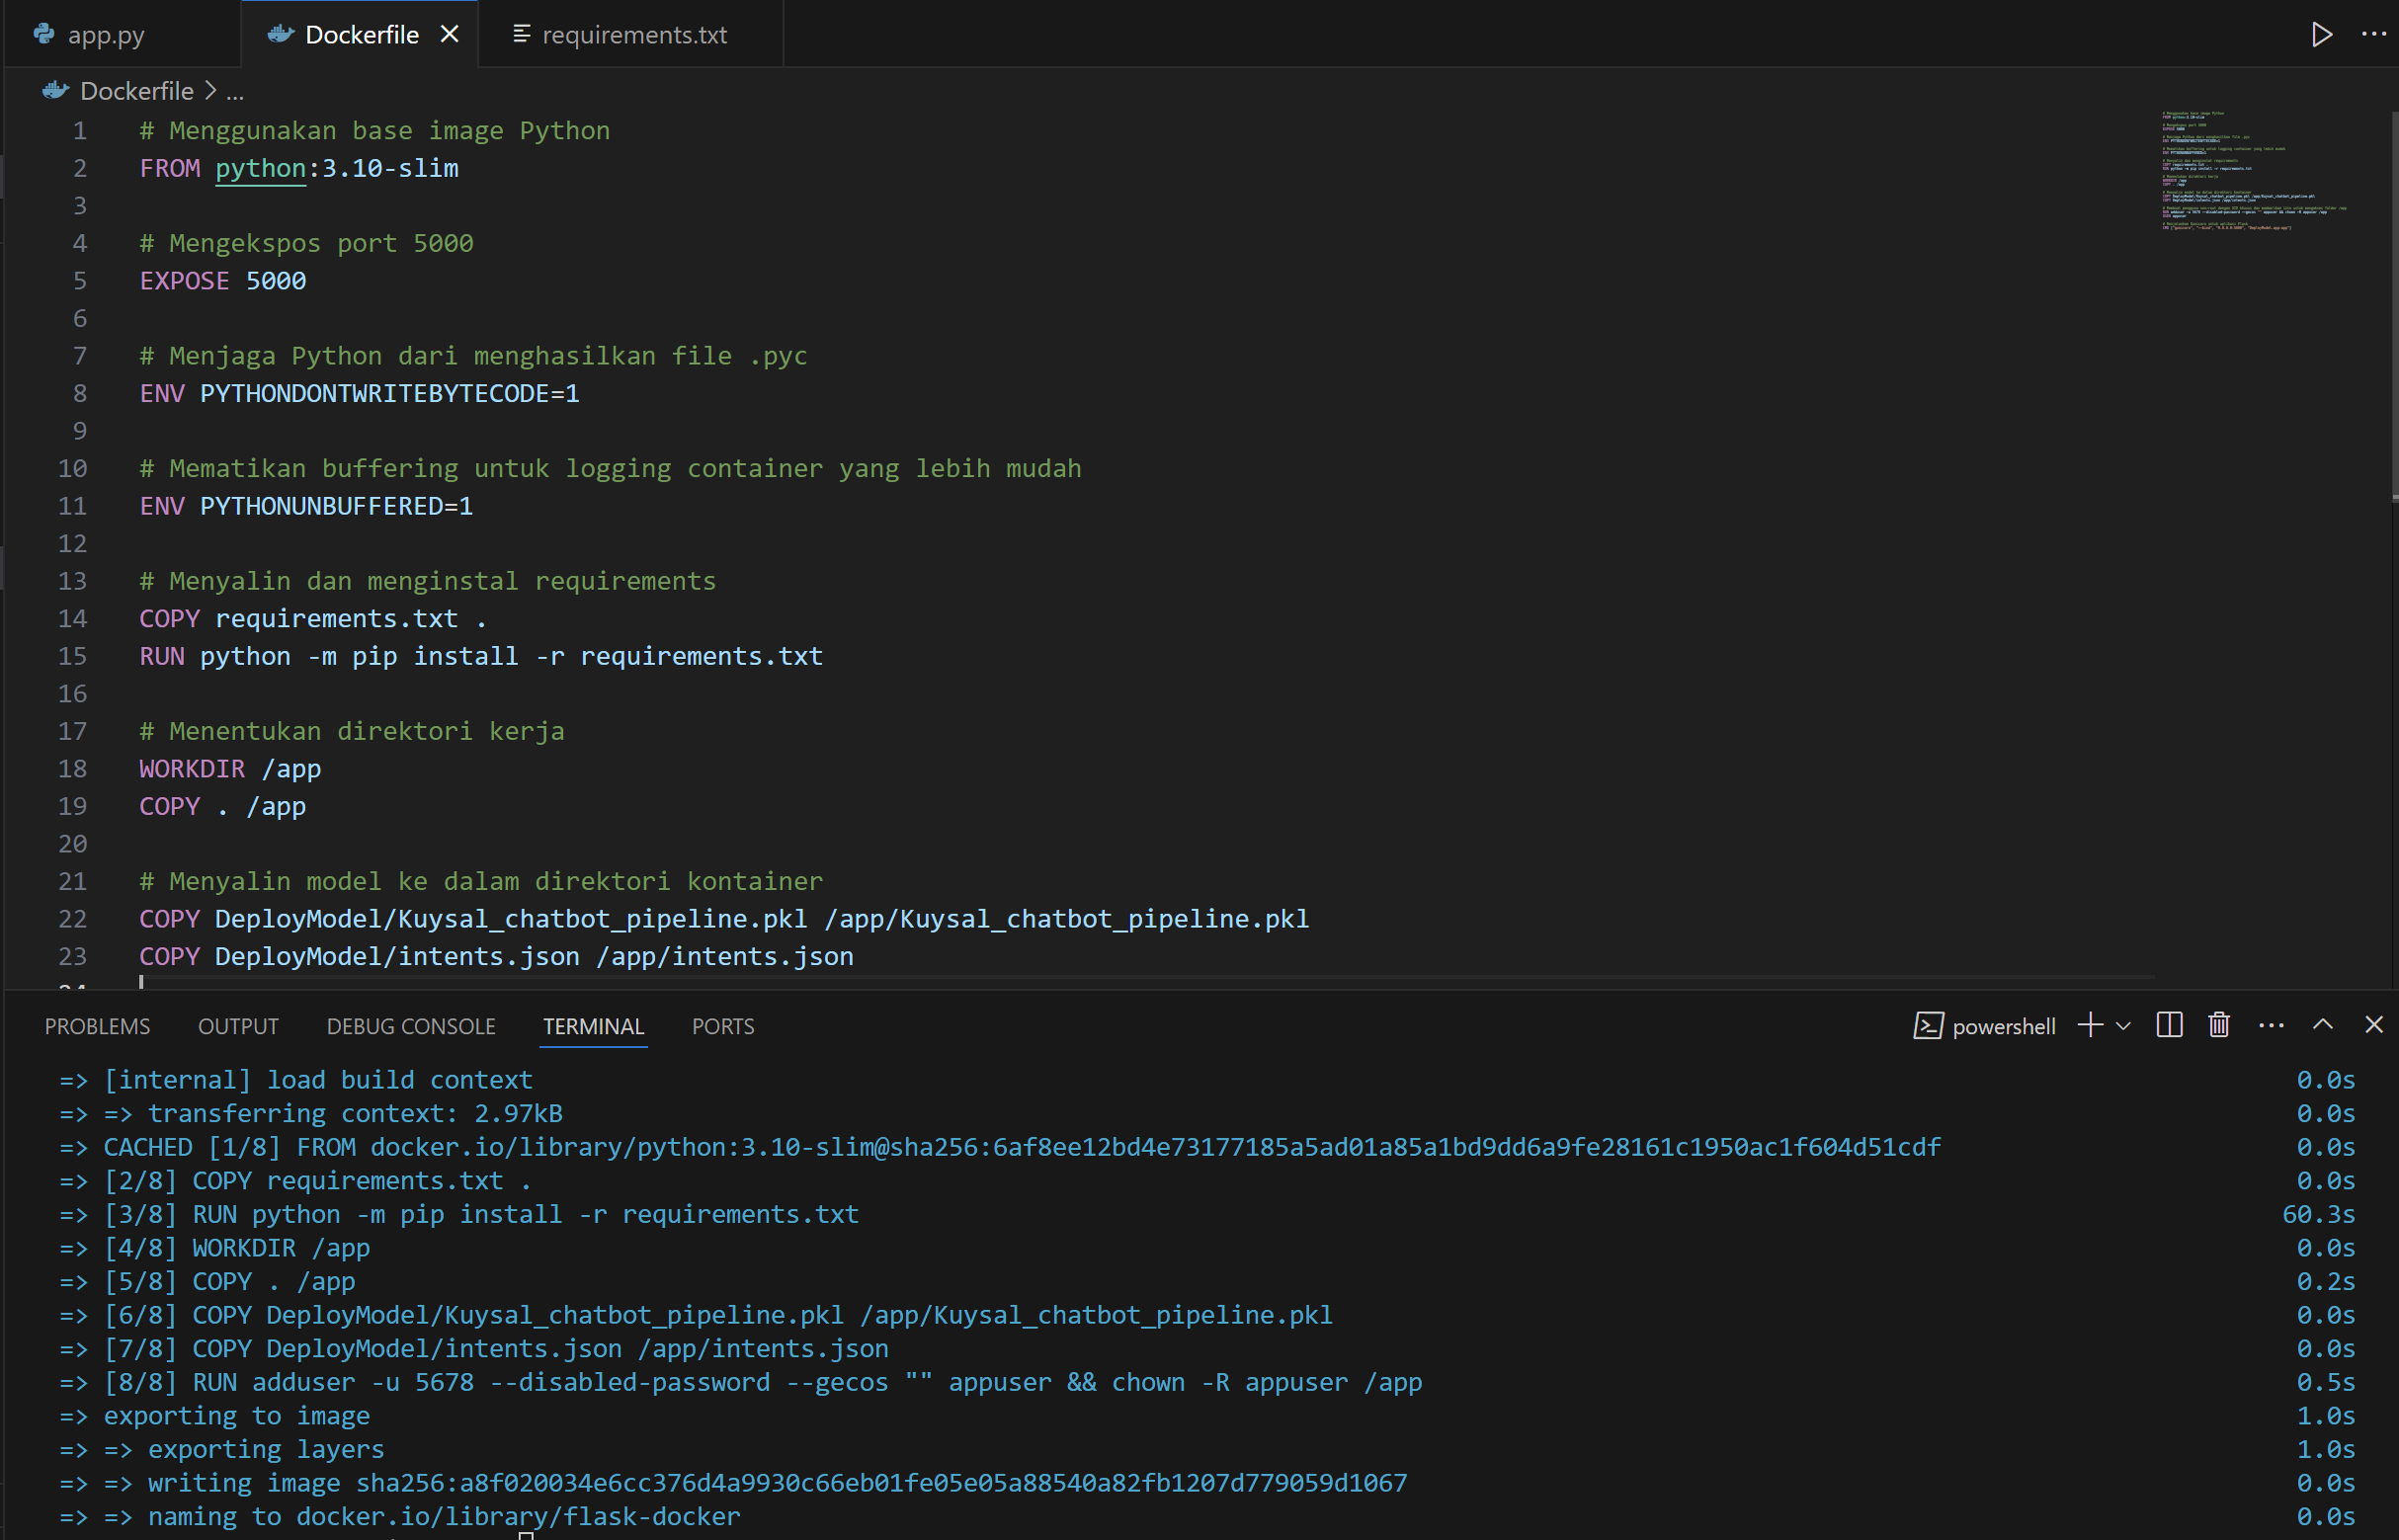 app.py
Dockerfile
requirements.txt
Dockerfile > ...
1 # Menggunakan base image Python
2 FROM python:3.10-slim
3
4 # Mengekspos port 5000
5 EXPOSE 5000
6
7 # Menjaga Python dari menghasilkan file .pyc
8 ENV PYTHONDONTWRITEBYTECODE=1
9
10 # Mematikan buffering untuk logging container yang lebih mudah
11 ENV PYTHONUNBUFFERED=1
12
13 # Menyalin dan menginstal requirements
14 COPY requirements.txt .
15 RUN python -m pip install -r requirements.txt
16
17 # Menentukan direktori kerja
18 WORKDIR /app
19 COPY . /app
20
21 # Menyalin model ke dalam direktori kontainer
22 COPY DeployModel/Kuysal_chatbot_pipeline.pkl /app/Kuysal_chatbot_pipeline.pkl
23 COPY DeployModel/intents.json /app/intents.json
24
PROBLEMS OUTPUT DEBUG CONSOLE TERMINAL PORTS
powershell
=> [internal] load build context 0.0s
=> => transferring context: 2.97kB 0.0s
=> CACHED [1/8] FROM docker.io/library/python:3.10-slim@sha256:6af8ee12bd4e73177185a5ad01a85a1bd9dd6a9fe28161c1950ac1f604d51cdf 0.0s
=> [2/8] COPY requirements.txt . 0.0s
=> [3/8] RUN python -m pip install -r requirements.txt 60.3s
=> [4/8] WORKDIR /app 0.0s
=> [5/8] COPY . /app 0.2s
=> [6/8] COPY DeployModel/Kuysal_chatbot_pipeline.pkl /app/Kuysal_chatbot_pipeline.pkl 0.0s
=> [7/8] COPY DeployModel/intents.json /app/intents.json 0.0s
=> [8/8] RUN adduser -u 5678 --disabled-password --gecos "" appuser && chown -R appuser /app 0.5s
=> exporting to image 1.0s
=> => exporting layers 1.0s
=> => writing image sha256:a8f020034e6cc376d4a9930c66eb01fe05e05a88540a82fb1207d779059d1067 0.0s
=> => naming to docker.io/library/flask-docker 0.0s